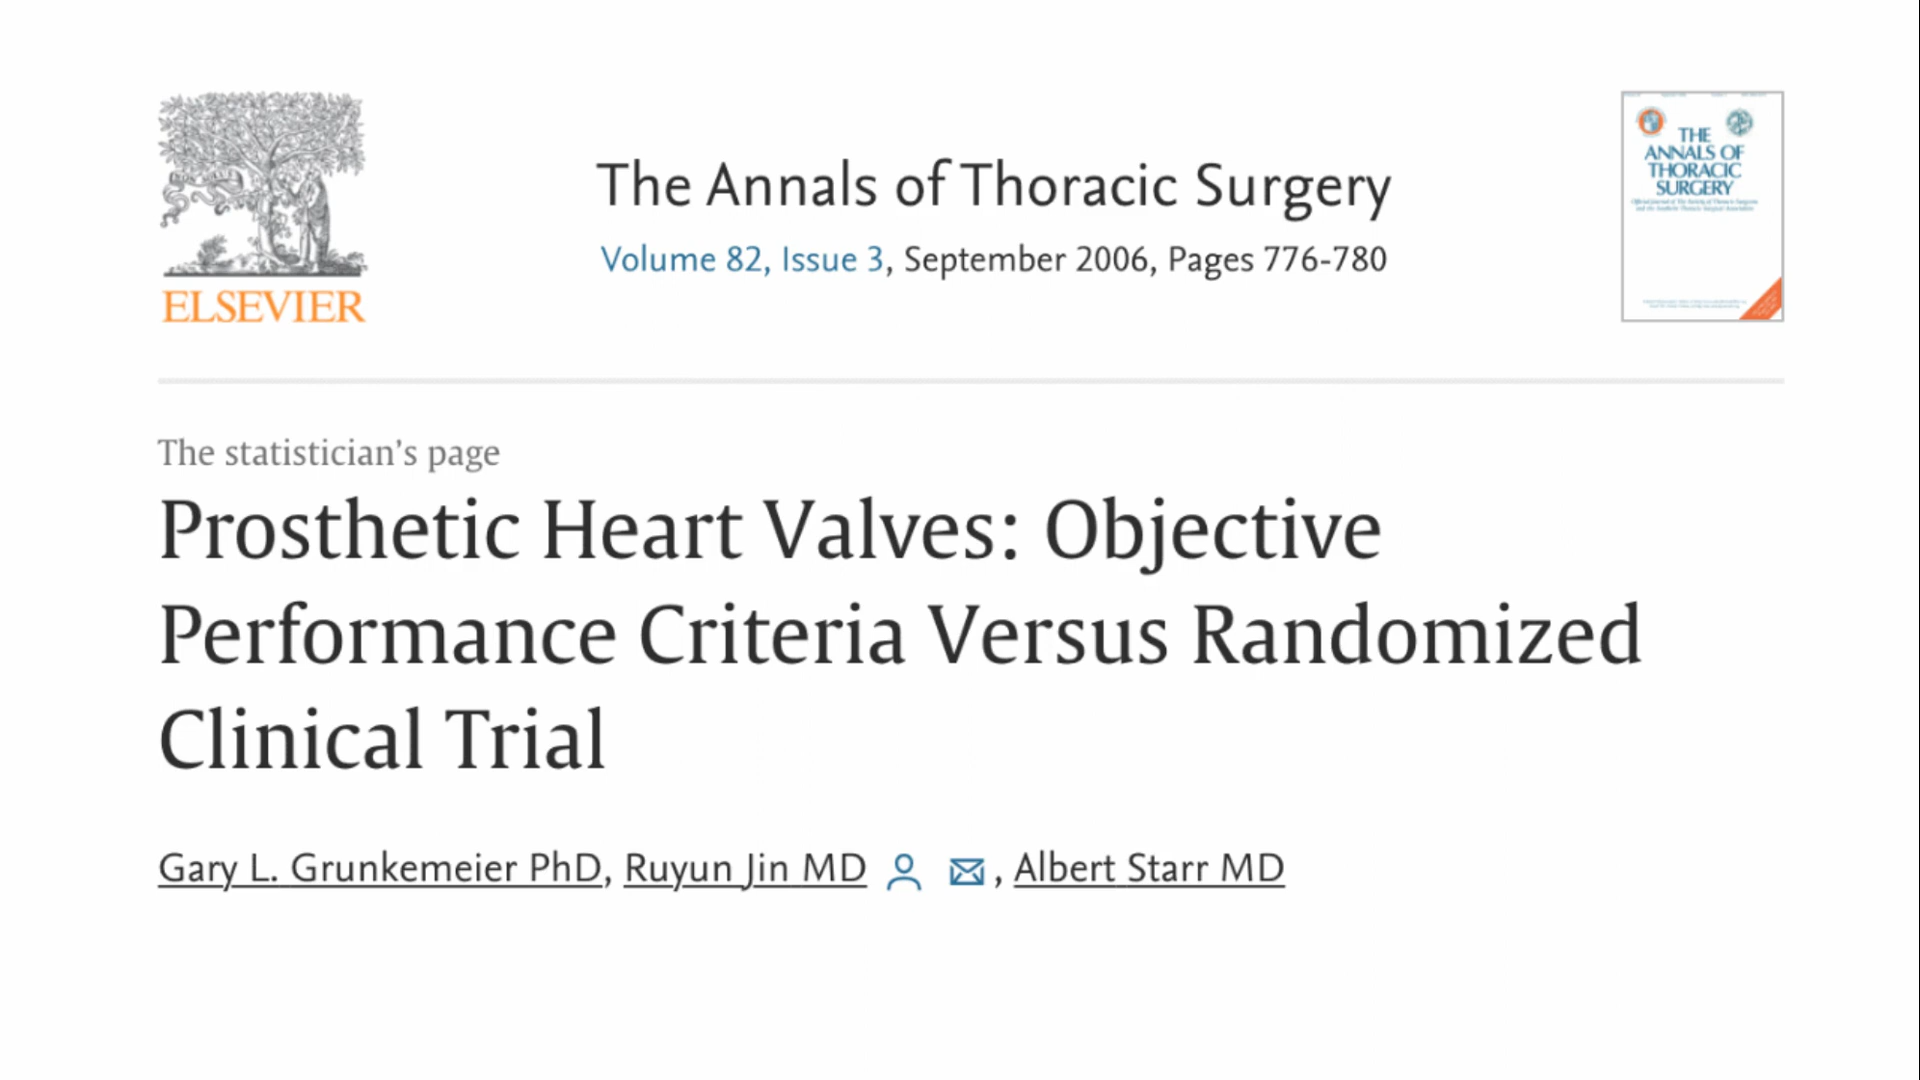 ELSEVIER
The Annals of Thoracic Surgery
Volume 82, Issue 3, September 2006, Pages 776-780
THE
ANNALS OF
THORACIC
SURGERY
The statistician’s page
Prosthetic Heart Valves: Objective
Performance Criteria Versus Randomized
Clinical Trial
Gary L. Grunkemeier PhD, Ruyun Jin MD , Albert Starr MD